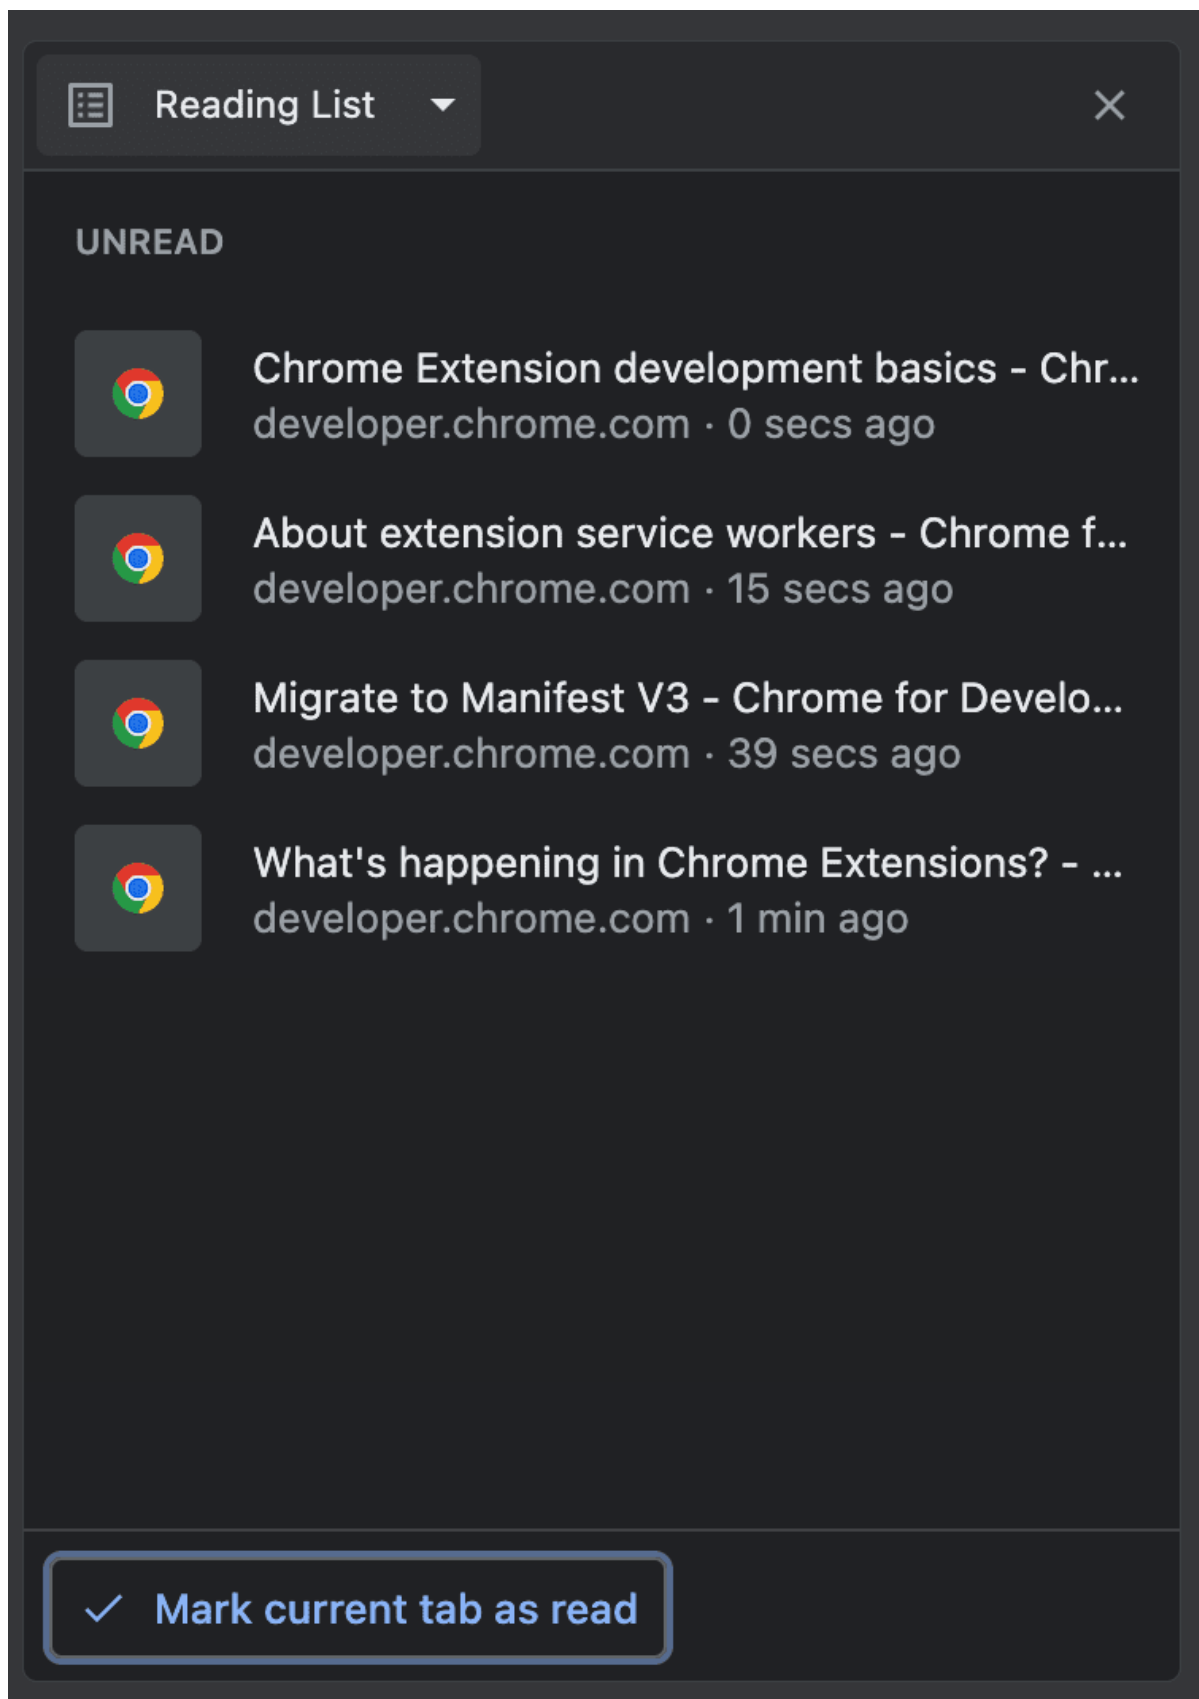 Reading List
UNREAD
Chrome Extension development basics - Chr...
developer.chrome.com · 0 secs ago
About extension service workers - Chrome f...
developer.chrome.com · 15 secs ago
Migrate to Manifest V3 - Chrome for Develo...
developer.chrome.com · 39 secs ago
What's happening in Chrome Extensions? - ...
developer.chrome.com · 1 min ago
Mark current tab as read